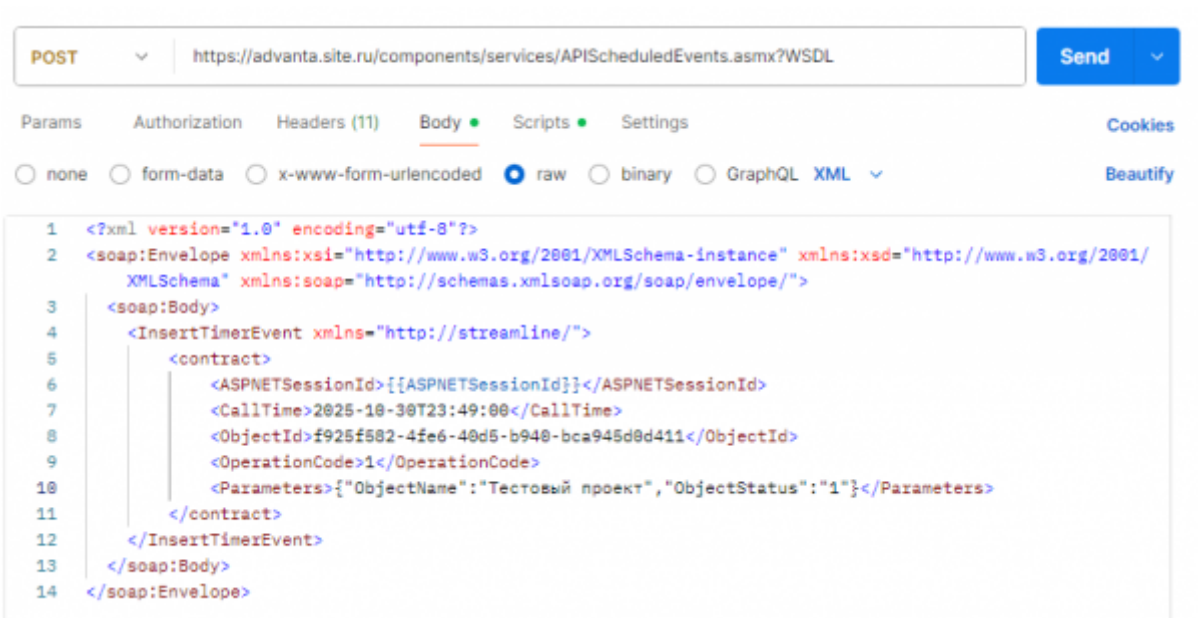 POST https://advanta.site.ru/components/services/APIScheduledEvents.asmx?WSDL Send
Params Authorization Headers (11) Body Scripts Settings Cookies
none form-data x-www-form-urlencoded raw binary GraphQL XML Beautify
1 <?xml version="1.0" encoding="utf-8"?>
2 <soap:Envelope xmlns:xsi="http://www.w3.org/2001/XMLSchema-instance" xmlns:xsd="http://www.w3.org/2001/
XMLSchema" xmlns:soap="http://schemas.xmlsoap.org/soap/envelope/">
3 <soap:Body>
4 <InsertTimerEvent xmlns="http://streamline/">
5 <contract>
6 <ASPNETSessionId>{{ASPNETSessionId}}</ASPNETSessionId>
7 <CallTime>2025-10-30T23:49:00</CallTime>
8 <ObjectId>f925f582-4fe6-40d5-b940-bca945d0d411</ObjectId>
9 <OperationCode>1</OperationCode>
10 <Parameters>{"ObjectName":"Тестовый проект","ObjectStatus":"1"}</Parameters>
11 </contract>
12 </InsertTimerEvent>
13 </soap:Body>
14 </soap:Envelope>